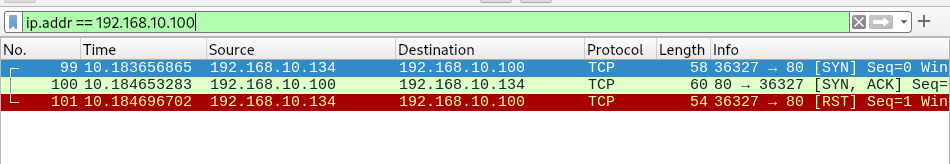 ip.addr == 192.168.10.100
No. Time Source Destination Protocol Length Info
99 10.183656865 192.168.10.134 192.168.10.100 TCP 58 36327 → 80 [SYN] Seq=0 Win
100 10.184653283 192.168.10.100 192.168.10.134 TCP 60 80 → 36327 [SYN, ACK] Seq=
101 10.184696702 192.168.10.134 192.168.10.100 TCP 54 36327 → 80 [RST] Seq=1 Win